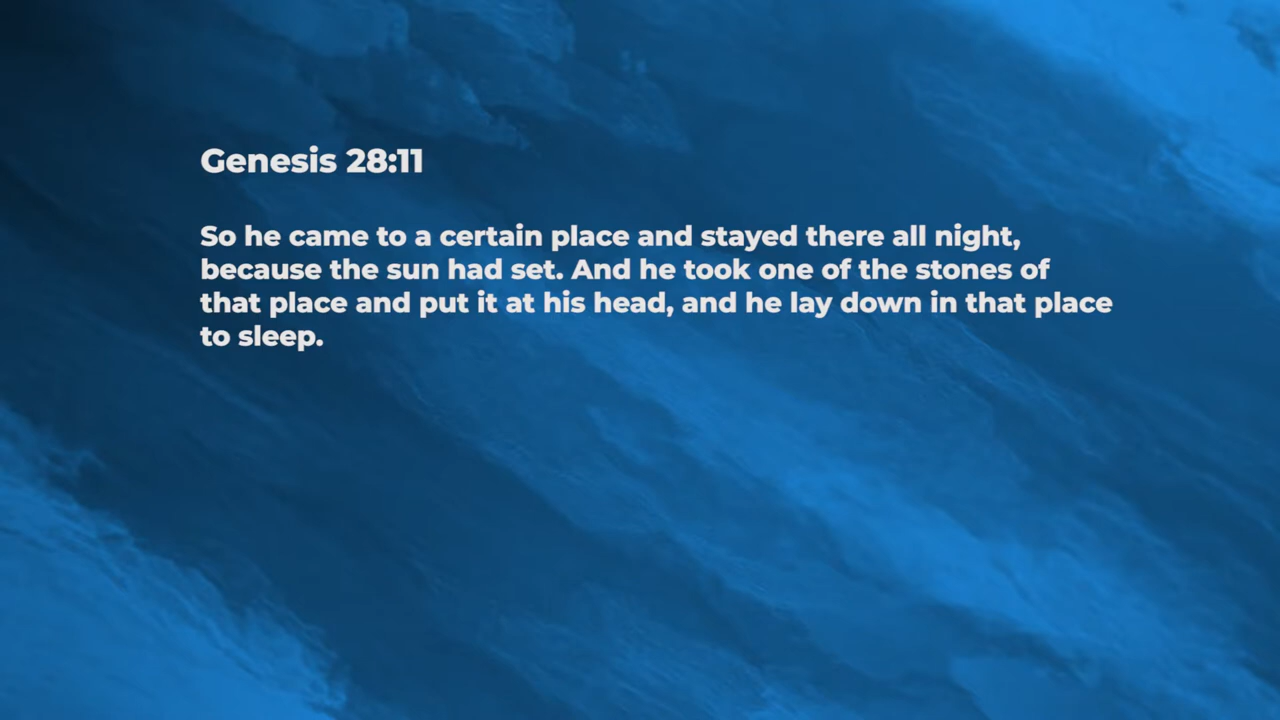 Genesis 28:11
So he came to a certain place and stayed there all night,
because the sun had set. And he took one of the stones of
that place and put it at his head, and he lay down in that place
to sleep.